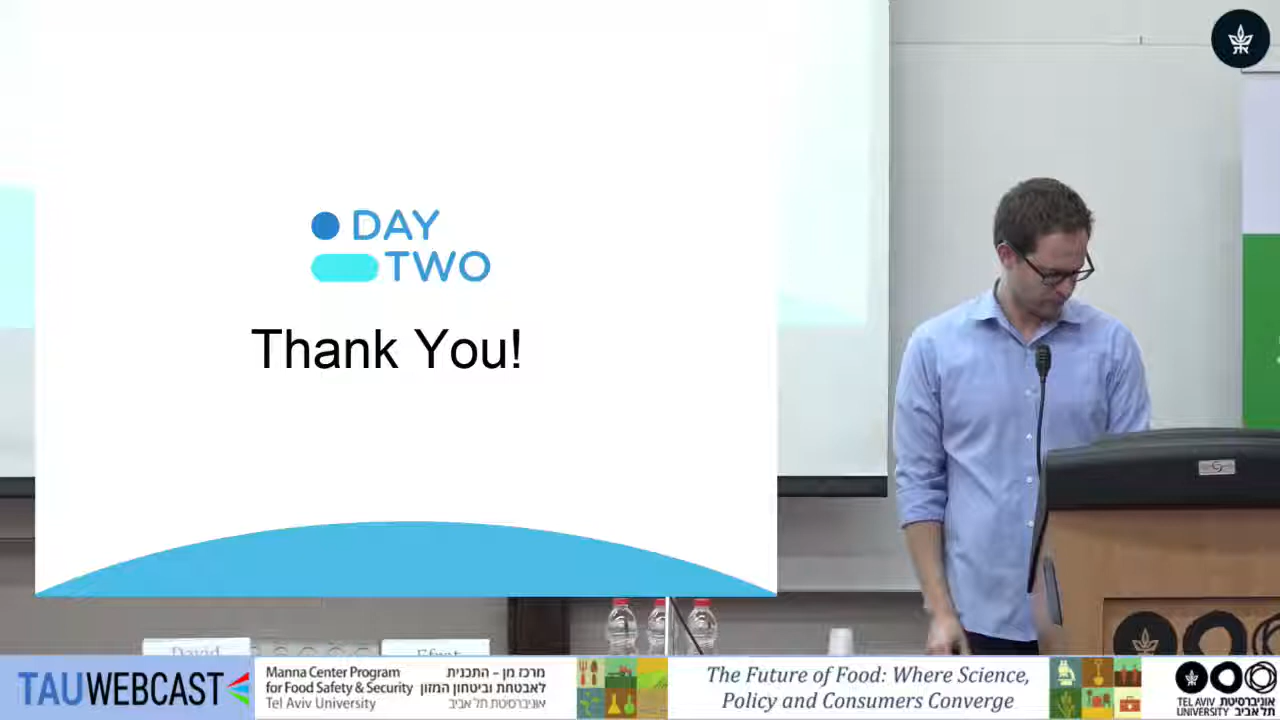 DAY
TWO
Thank You!
David
Efrat
TAUWEBCAST
Manna Center Program
for Food Safety & Security
Tel Aviv University
מרכז מן – התכנית
לאבטחת וביטחון המזון
אוניברסיטת תל אביב
The Future of Food: Where Science,
Policy and Consumers Converge
TEL AVIV אוניברסיטת
UNIVERSITY תל אביב